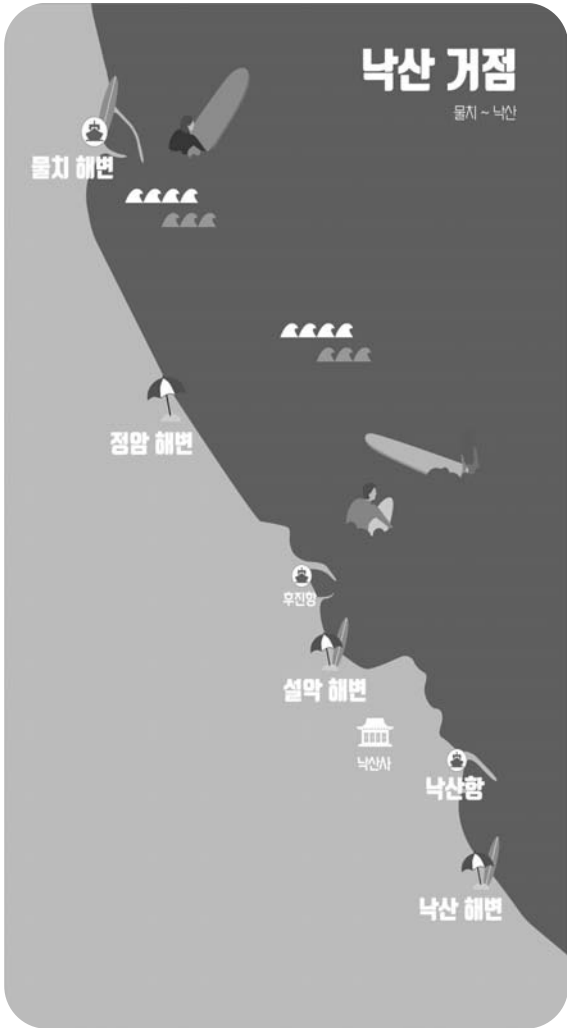 낙산 거점
물치 ~ 낙산
물치 해변
정암 해변
후진항
설악 해변
낙산사
낙산항
낙산 해변